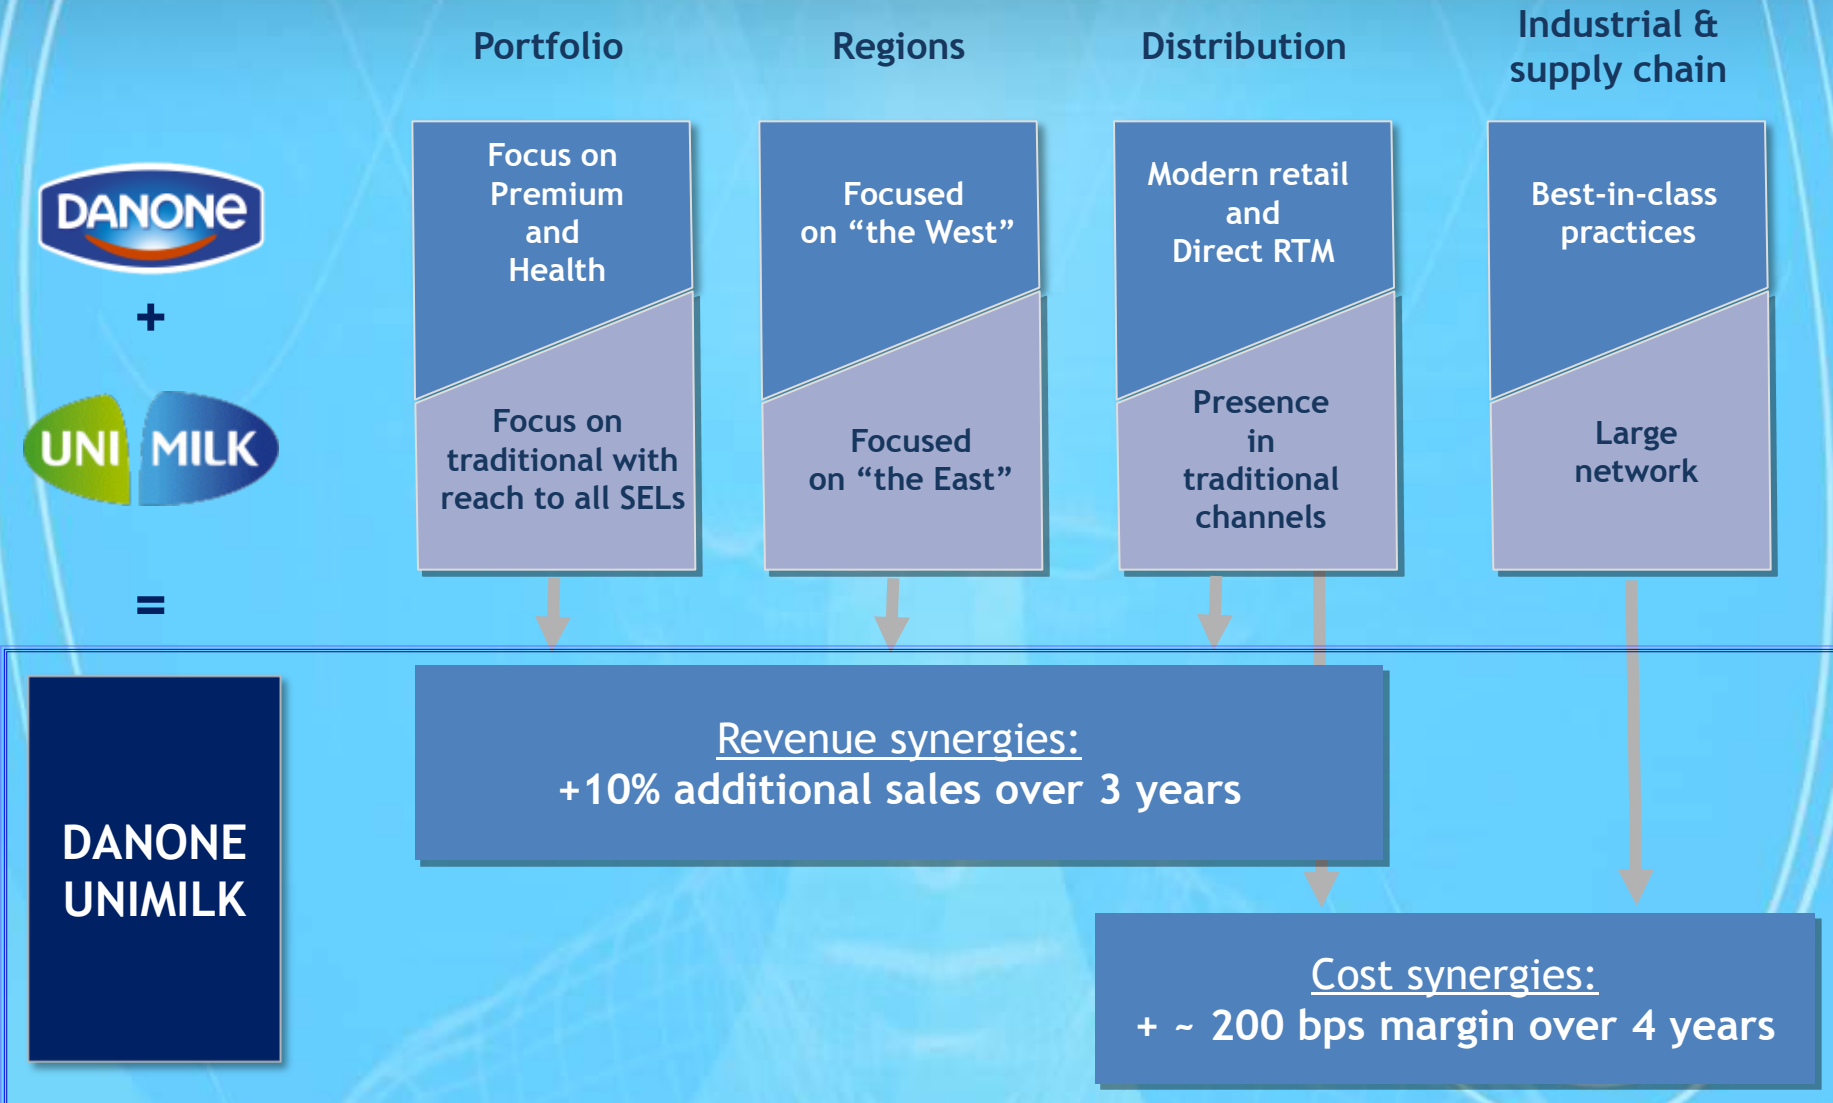 Portfolio
Regions
Distribution
Industrial &
supply chain
DANONE
Focus on
Premium
and
Health
Focused
on “the West”
Modern retail
and
Direct RTM
Best-in-class
practices
+
UNI MILK
Focus on
traditional with
reach to all SELs
Focused
on “the East”
Presence
in
traditional
channels
Large
network
=
DANONE
UNIMILK
Revenue synergies:
+10% additional sales over 3 years
Cost synergies:
+ ~ 200 bps margin over 4 years